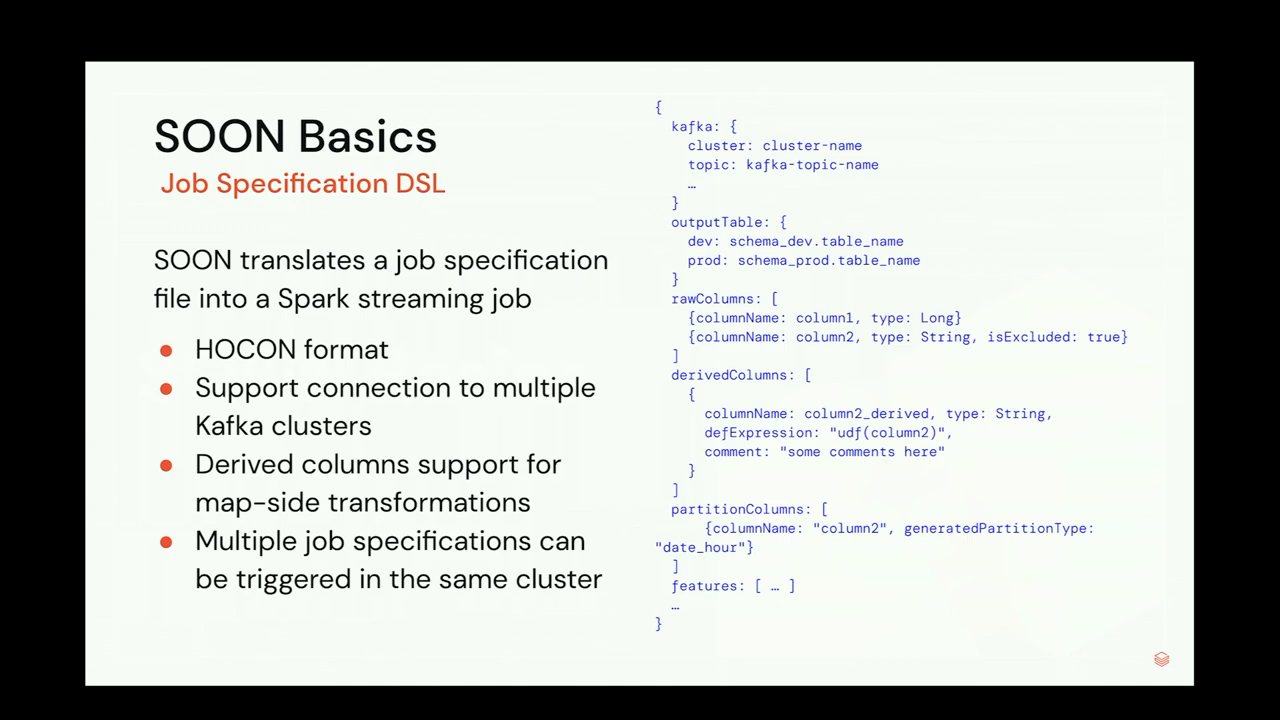 SOON Basics
Job Specification DSL
SOON translates a job specification
file into a Spark streaming job
● HOCON format
● Support connection to multiple
Kafka clusters
● Derived columns support for
map-side transformations
● Multiple job specifications can
be triggered in the same cluster
{
kafka: {
cluster: cluster-name
topic: kafka-topic-name
…
}
outputTable: {
dev: schema_dev.table_name
prod: schema_prod.table_name
}
rawColumns: [
{columnName: column1, type: Long}
{columnName: column2, type: String, isExcluded: true}
]
derivedColumns: [
{
columnName: column2_derived, type: String,
defExpression: "udf(column2)",
comment: "some comments here"
}
]
partitionColumns: [
{columnName: "column2", generatedPartitionType:
"date_hour"}
]
features: [ … ]
…
}